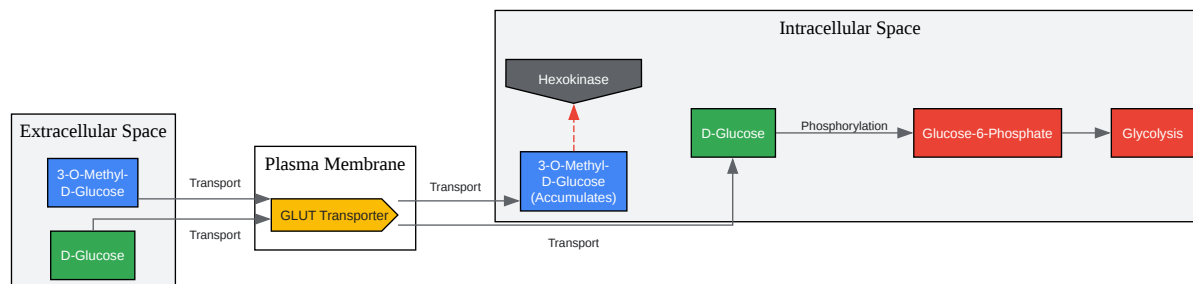 Intracellular Space
Hexokinase
D-Glucose
Phosphorylation
Glucose-6-Phosphate
Glycolysis
Extracellular Space
3-O-Methyl-
D-Glucose
Transport
Plasma Membrane
GLUT Transporter
Transport
3-O-Methyl-
D-Glucose
(Accumulates)
D-Glucose
Transport
Transport